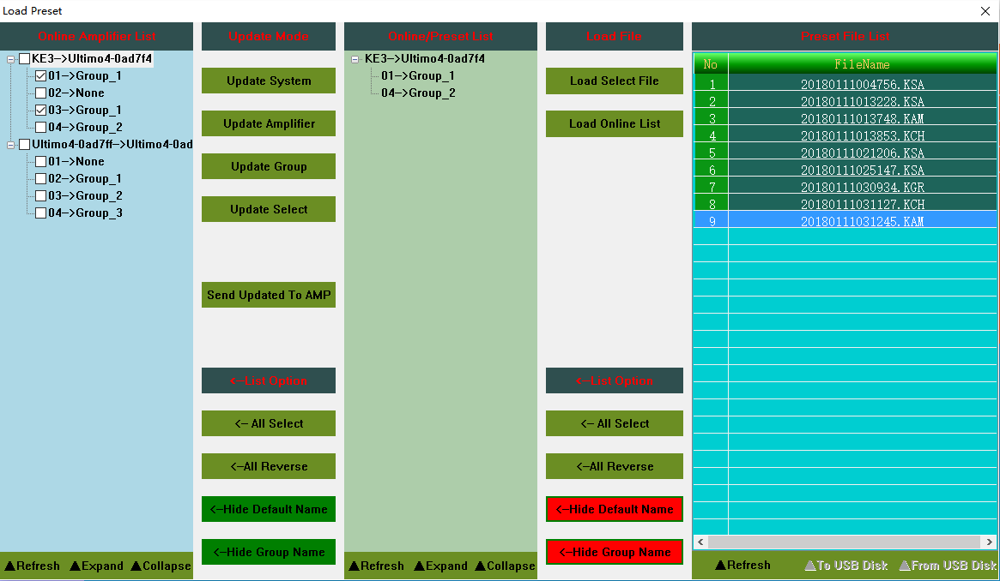 Load Preset
Online Amplifier List
KE3->Ultimo4-0ad7f4
01->Group_1
02->None
03->Group_1
04->Group_2
Ultimo4-0ad7ff->Ultimo4-0ad
01->None
02->Group_1
03->Group_2
04->Group_3
▲Refresh ▲Expand ▲Collapse
Update Mode
Update System
Update Amplifier
Update Group
Update Select
Send Updated To AMP
<--List Option
<-- All Select
<--All Reverse
<--Hide Default Name
<--Hide Group Name
Online/Preset List
KE3->Ultimo4-0ad7f4
01->Group_1
04->Group_2
▲Refresh ▲Expand ▲Collapse
Load File
Load Select File
Load Online List
<--List Option
<-- All Select
<--All Reverse
<--Hide Default Name
<--Hide Group Name
Preset File List
No FileName
1 20180111004756.KSA
2 20180111013228.KSA
3 20180111013748.KAM
4 20180111013853.KCH
5 20180111021206.KSA
6 20180111025147.KSA
7 20180111030934.KGR
8 20180111031127.KCH
9 20180111031245.KAM
▲Refresh ▲To USB Disk ▲From USB Disk